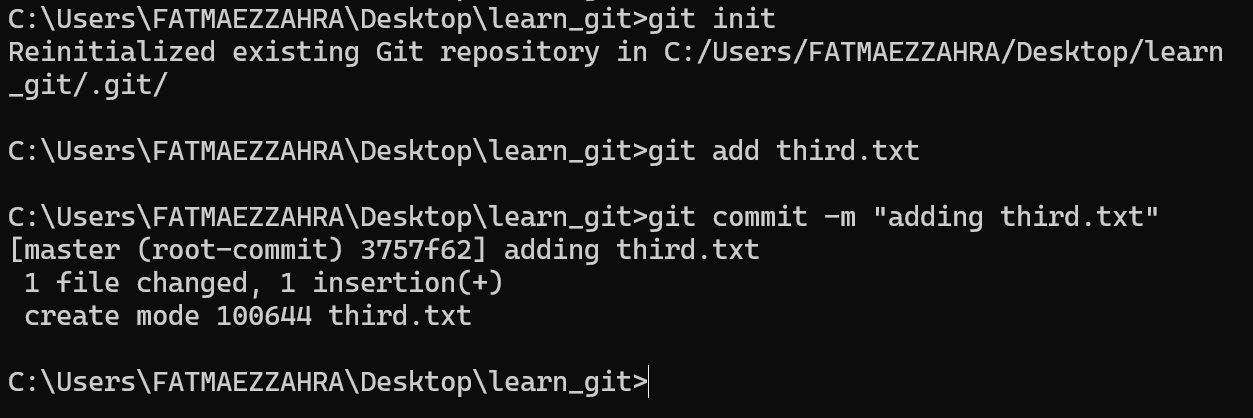 C:\Users\FATMAEZZAHRA\Desktop\learn_git>git init
Reinitialized existing Git repository in C:/Users/FATMAEZZAHRA/Desktop/learn
_git/.git/
C:\Users\FATMAEZZAHRA\Desktop\learn_git>git add third.txt
C:\Users\FATMAEZZAHRA\Desktop\learn_git>git commit -m "adding third.txt"
[master (root-commit) 3757f62] adding third.txt
 1 file changed, 1 insertion(+)
 create mode 100644 third.txt
C:\Users\FATMAEZZAHRA\Desktop\learn_git>